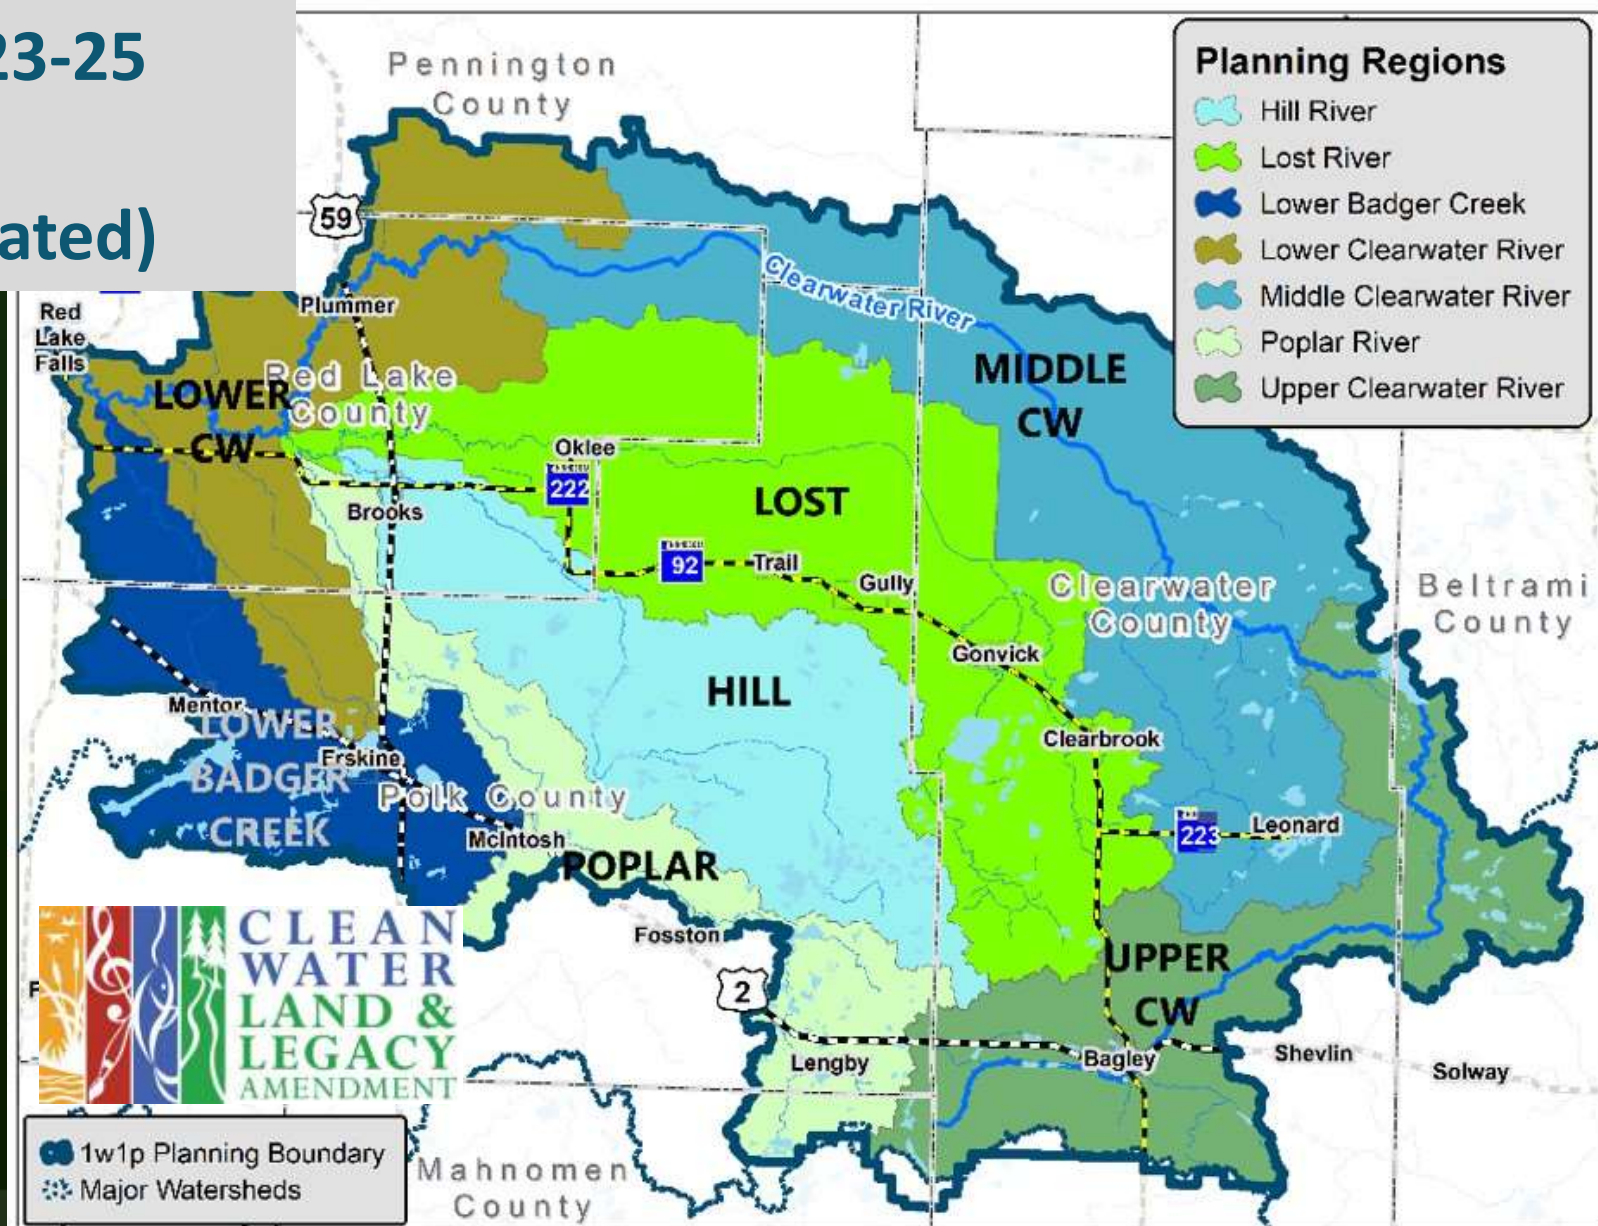 23-25
ated)
Pennington
County
Planning Regions
Hill River
Lost River
Lower Badger Creek
Lower Clearwater River
Middle Clearwater River
Poplar River
Upper Clearwater River
59
Clearwater River
Red
Lake
Falls
Plummer
Red Lake
County
LOWER
CW
MIDDLE
CW
Oklee
222
LOST
Brooks
92
Trail
Gully
Clearwater
County
Beltrami
County
Gonvick
HILL
Mentor
LOWER
BADGER
CREEK
Erskine
Clearbrook
Polk County
McIntosh
223
Leonard
POPLAR
Fosston
2
UPPER
CW
Lengby
Bagley
Shevlin
Solway
CLEAN
WATER
LAND &
LEGACY
AMENDMENT
1w1p Planning Boundary
Major Watersheds
Mahnomen
County